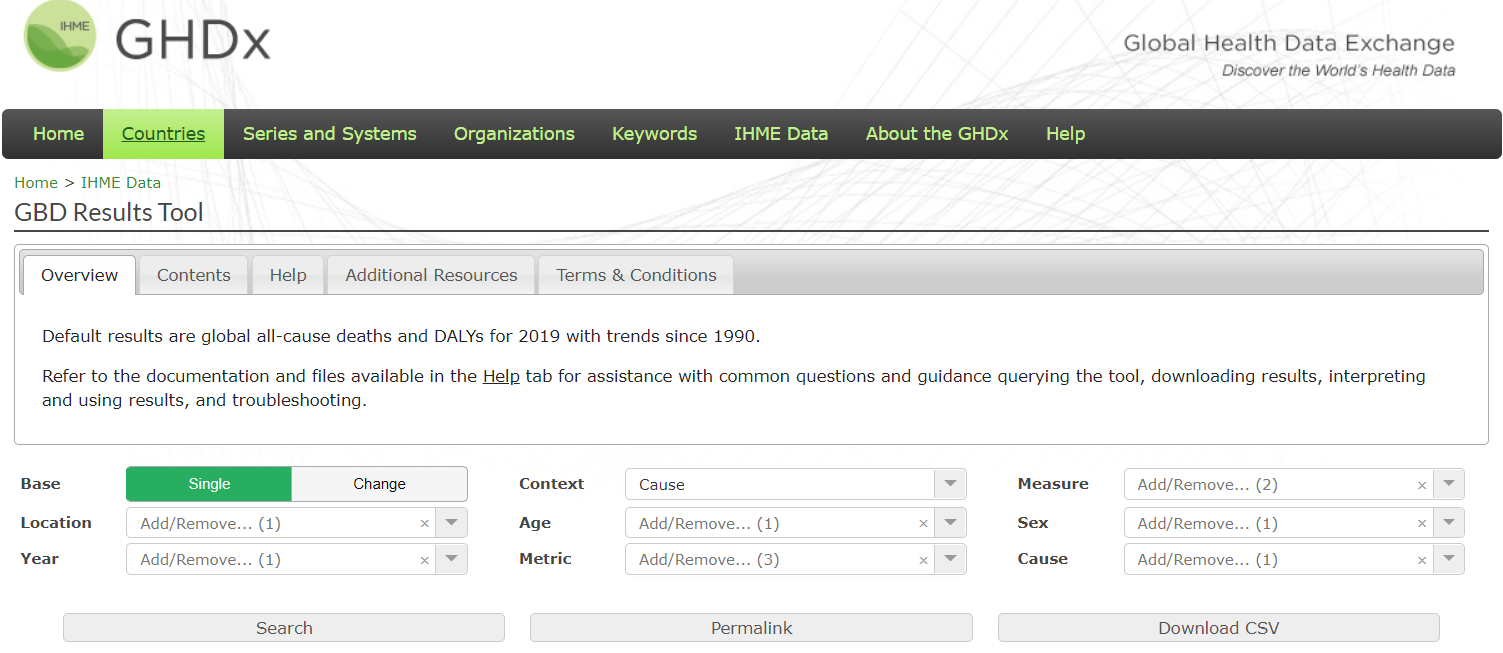 IHME GHDx
Global Health Data Exchange
Discover the World's Health Data
Home Countries Series and Systems Organizations Keywords IHME Data About the GHDx Help
Home > IHME Data
GBD Results Tool
Overview Contents Help Additional Resources Terms & Conditions
Default results are global all-cause deaths and DALYs for 2019 with trends since 1990.
Refer to the documentation and files available in the Help tab for assistance with common questions and guidance querying the tool, downloading results, interpreting
and using results, and troubleshooting.
Base Single Change Context Cause Measure Add/Remove... (2) ×
Location Add/Remove... (1) × Age Add/Remove... (1) × Sex Add/Remove... (1) ×
Year Add/Remove... (1) × Metric Add/Remove... (3) × Cause Add/Remove... (1) ×
Search Permalink Download CSV